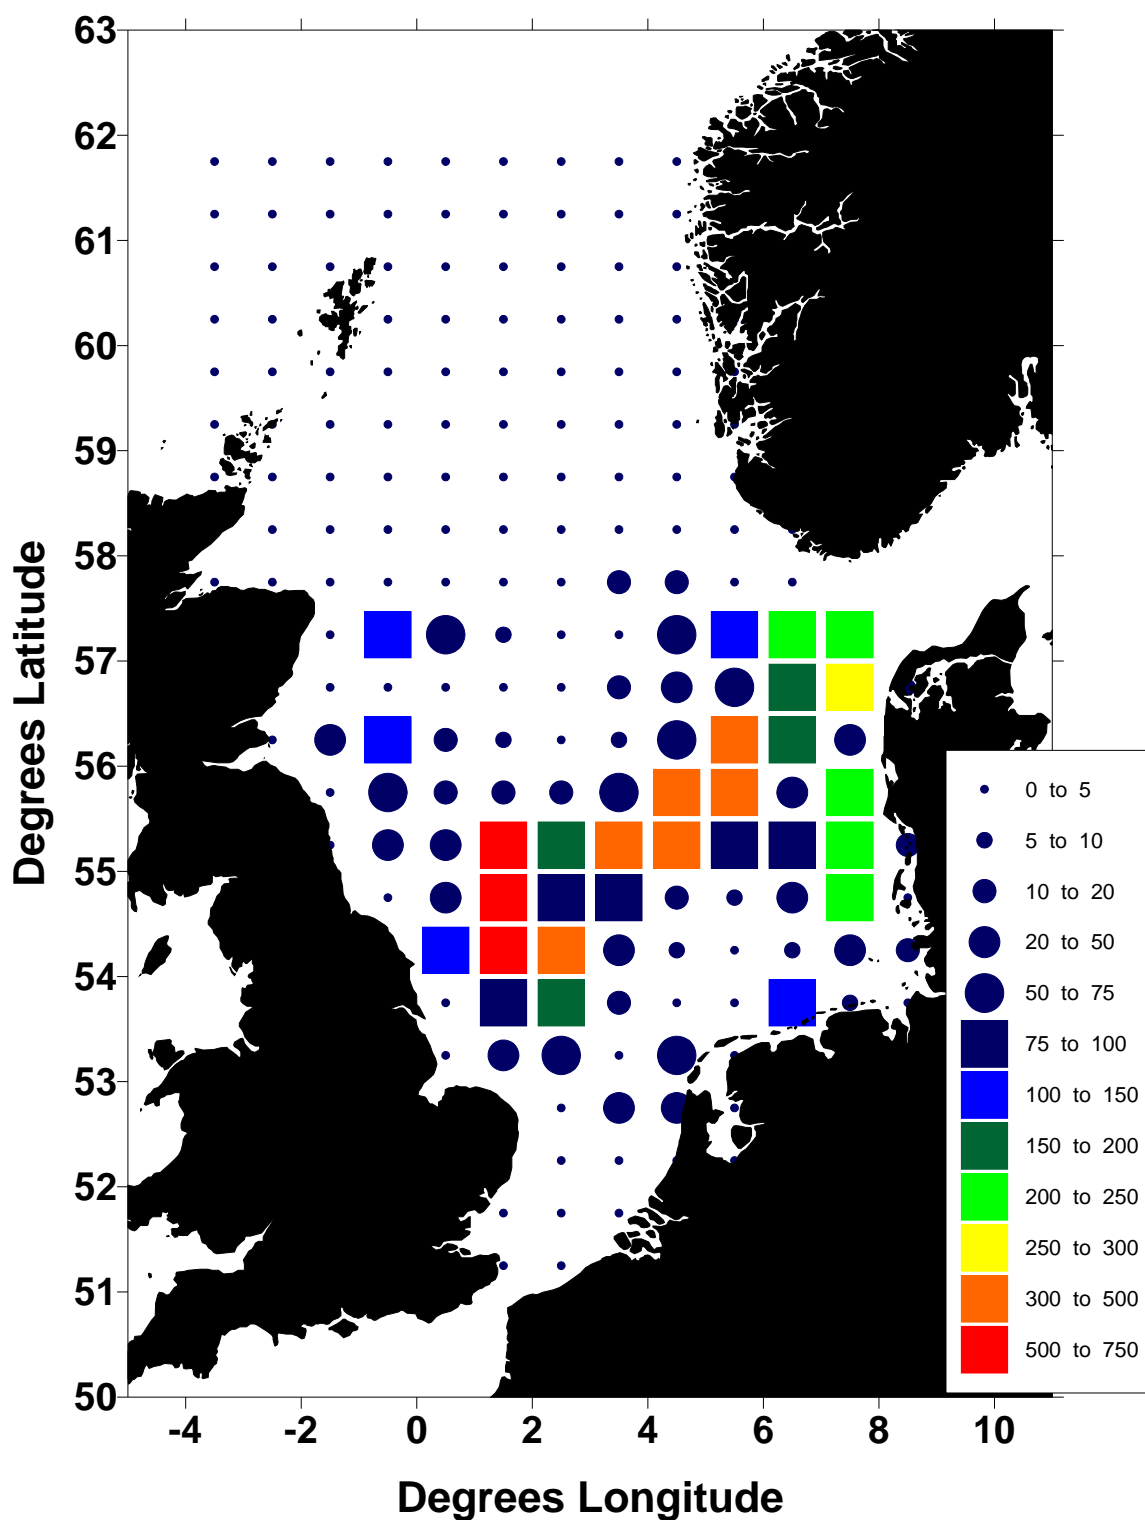 63
62
61
60
59
58
57
56
55
54
53
52
51
50
Degrees Latitude
0 to 5
5 to 10
10 to 20
20 to 50
50 to 75
75 to 100
100 to 150
150 to 200
200 to 250
250 to 300
300 to 500
500 to 750
-4 -2 0 2 4 6 8 10
Degrees Longitude